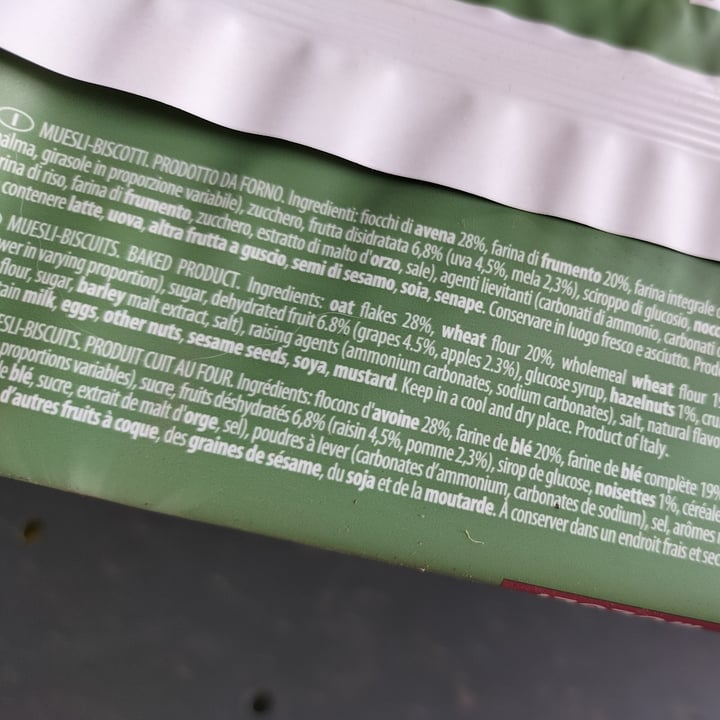 I MUESLI-BISCOTTI. PRODOTTO DA FORNO. Ingredienti: fiocchi di avena 28%, farina di frumento 20%, farina integrale
alma, girasole in proporzione variabile), zucchero, frutta disidratata 6,8% (uva 4,5%, mela 2,3%), sciroppo di glucosio, nocc
rina di riso, farina di frumento, zucchero, estratto di malto d'orzo, sale), agenti lievitanti (carbonati di ammonio, carbonati
contenere latte, uova, altra frutta a guscio, semi di sesamo, soia, senape. Conservare in luogo fresco e asciutto. Prod
MUESLI-BISCUITS. BAKED PRODUCT. Ingredients: oat flakes 28%, wheat flour 20%, wholemeal wheat flour 1
wer in varying proportion), sugar, dehydrated fruit 6.8% (grapes 4.5%, apples 2.3%), glucose syrup, hazelnuts 1%, cru
flour, sugar, barley malt extract, salt), raising agents (ammonium carbonates, sodium carbonates), salt, natural flavo
tain milk, eggs, other nuts, sesame seeds, soya, mustard. Keep in a cool and dry place. Product of Italy.
ESLI-BISCUITS. PRODUIT CUIT AU FOUR. Ingrédients: flocons d'avoine 28%, farine de blé 20%, farine de blé complète 19%
proportions variables), sucre, fruits déshydratés 6,8% (raisin 4,5%, pomme 2,3%), sirop de glucose, noisettes 1%, céréale
e blé, sucre, extrait de malt d'orge, sel), poudres à lever (carbonates d'ammonium, carbonates de sodium), sel, arômes
d'autres fruits à coque, des graines de sésame, du soja et de la moutarde. À conserver dans un endroit frais et sec